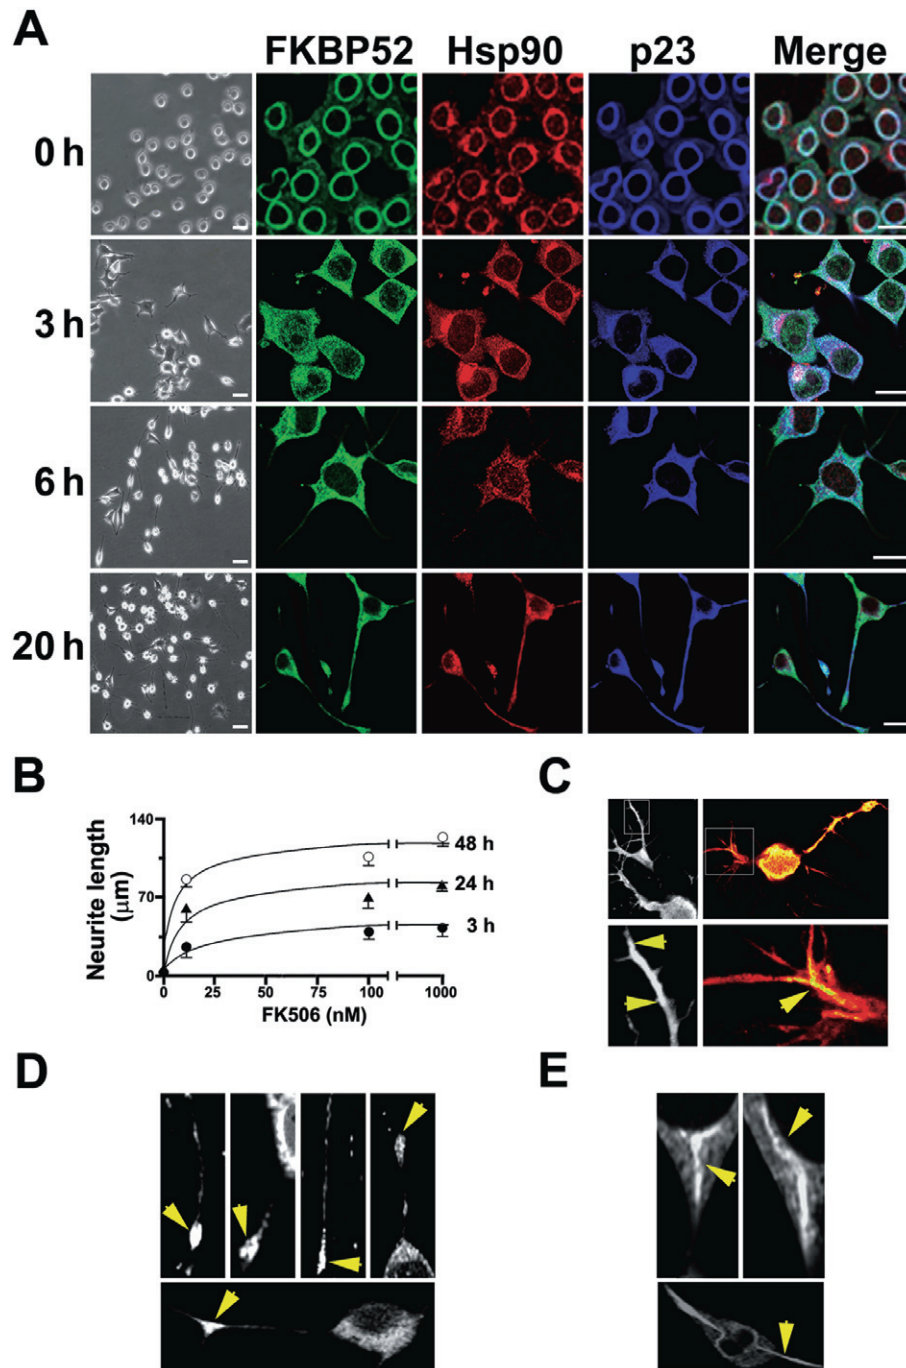 A
FKBP52 Hsp90 p23 Merge
0 h
3 h
6 h
20 h
B
C
140
70
0
Neurite length
(μm)
48 h
24 h
3 h
0 25 50 75 100 1000
FK506 (nM)
D
E